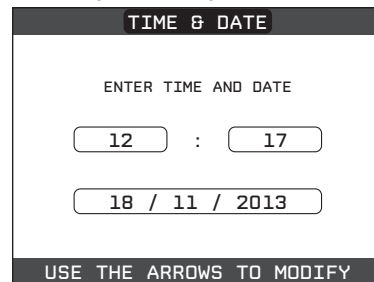 TIME & DATE
ENTER TIME AND DATE
12 : 17
18 / 11 / 2013
USE THE ARROWS TO MODIFY